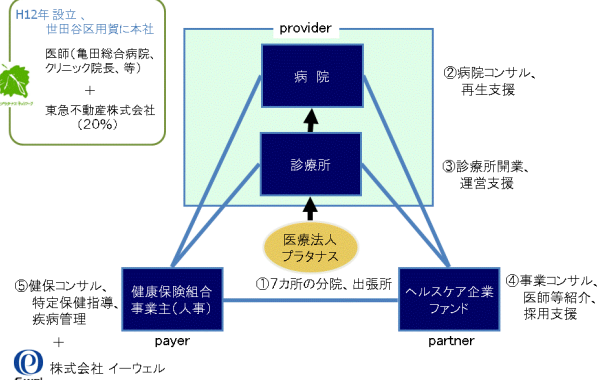 H12年 設立 、
世田谷区用賀に本社
医師(亀田総合病院、
クリニック院長、等)
+
東急不動産株式会社
(20%)
provider
病 院
②病院コンサル、
再生支援
診療所
③診療所開業、
運営支援
医療法人
プラタナス
①7カ所の分院、出張所
⑤健保コンサル、
特定保健指導、
疾病管理
+
株式会社 イーウェル
健康保険組合
事業主(人事)
payer
ヘルスケア企業
ファンド
partner
④事業コンサル、
医師等紹介、
採用支援